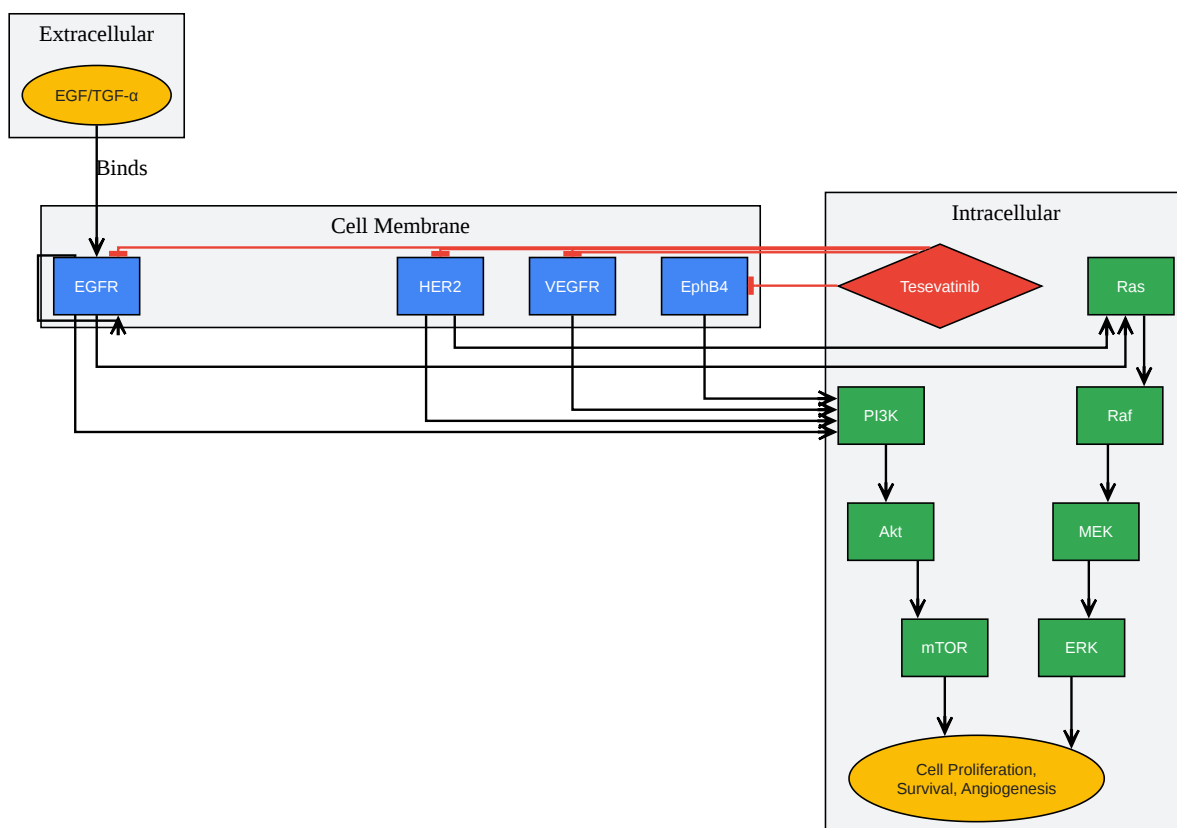 Extracellular
EGF/TGF-α
Binds
Cell Membrane
Intracellular
EGFR
HER2
VEGFR
EphB4
Tesevatinib
Ras
PI3K
Raf
Akt
MEK
mTOR
ERK
Cell Proliferation,
Survival, Angiogenesis